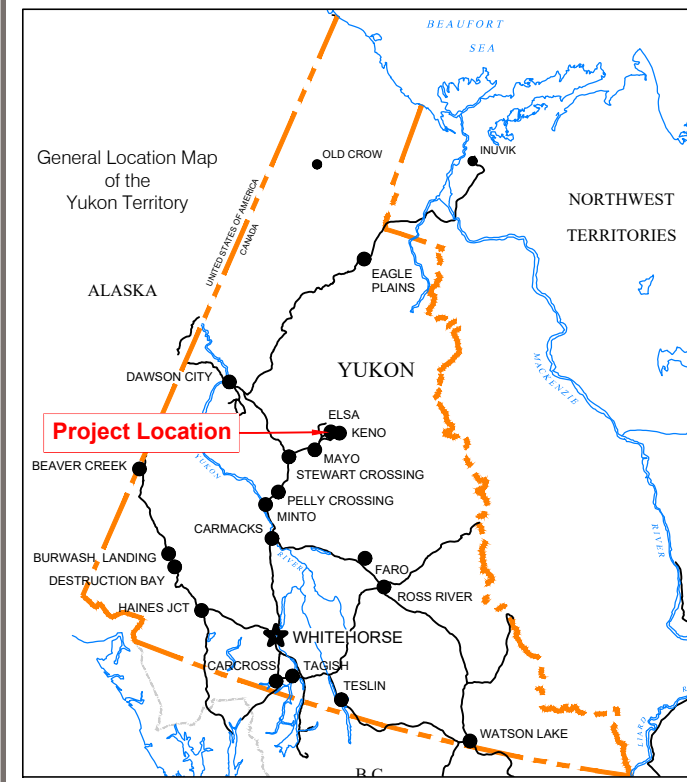 BEAUFORT
SEA
General Location Map
of the
Yukon Territory
OLD CROW
INUVIK
UNITED STATES OF AMERICA
CANADA
NORTHWEST
TERRITORIES
EAGLE
PLAINS
ALASKA
DAWSON CITY
YUKON
MACKENZIE
ELSA
Project Location
KENO
MAYO
BEAVER CREEK
YUKON
STEWART CROSSING
PELLY CROSSING
MINTO
CARMACKS
RIVER
RIVER
BURWASH LANDING
DESTRUCTION BAY
FARO
ROSS RIVER
HAINES JCT
WHITEHORSE
CARCROSS
TAGISH
TESLIN
WATSON LAKE
LIARD
B.C.